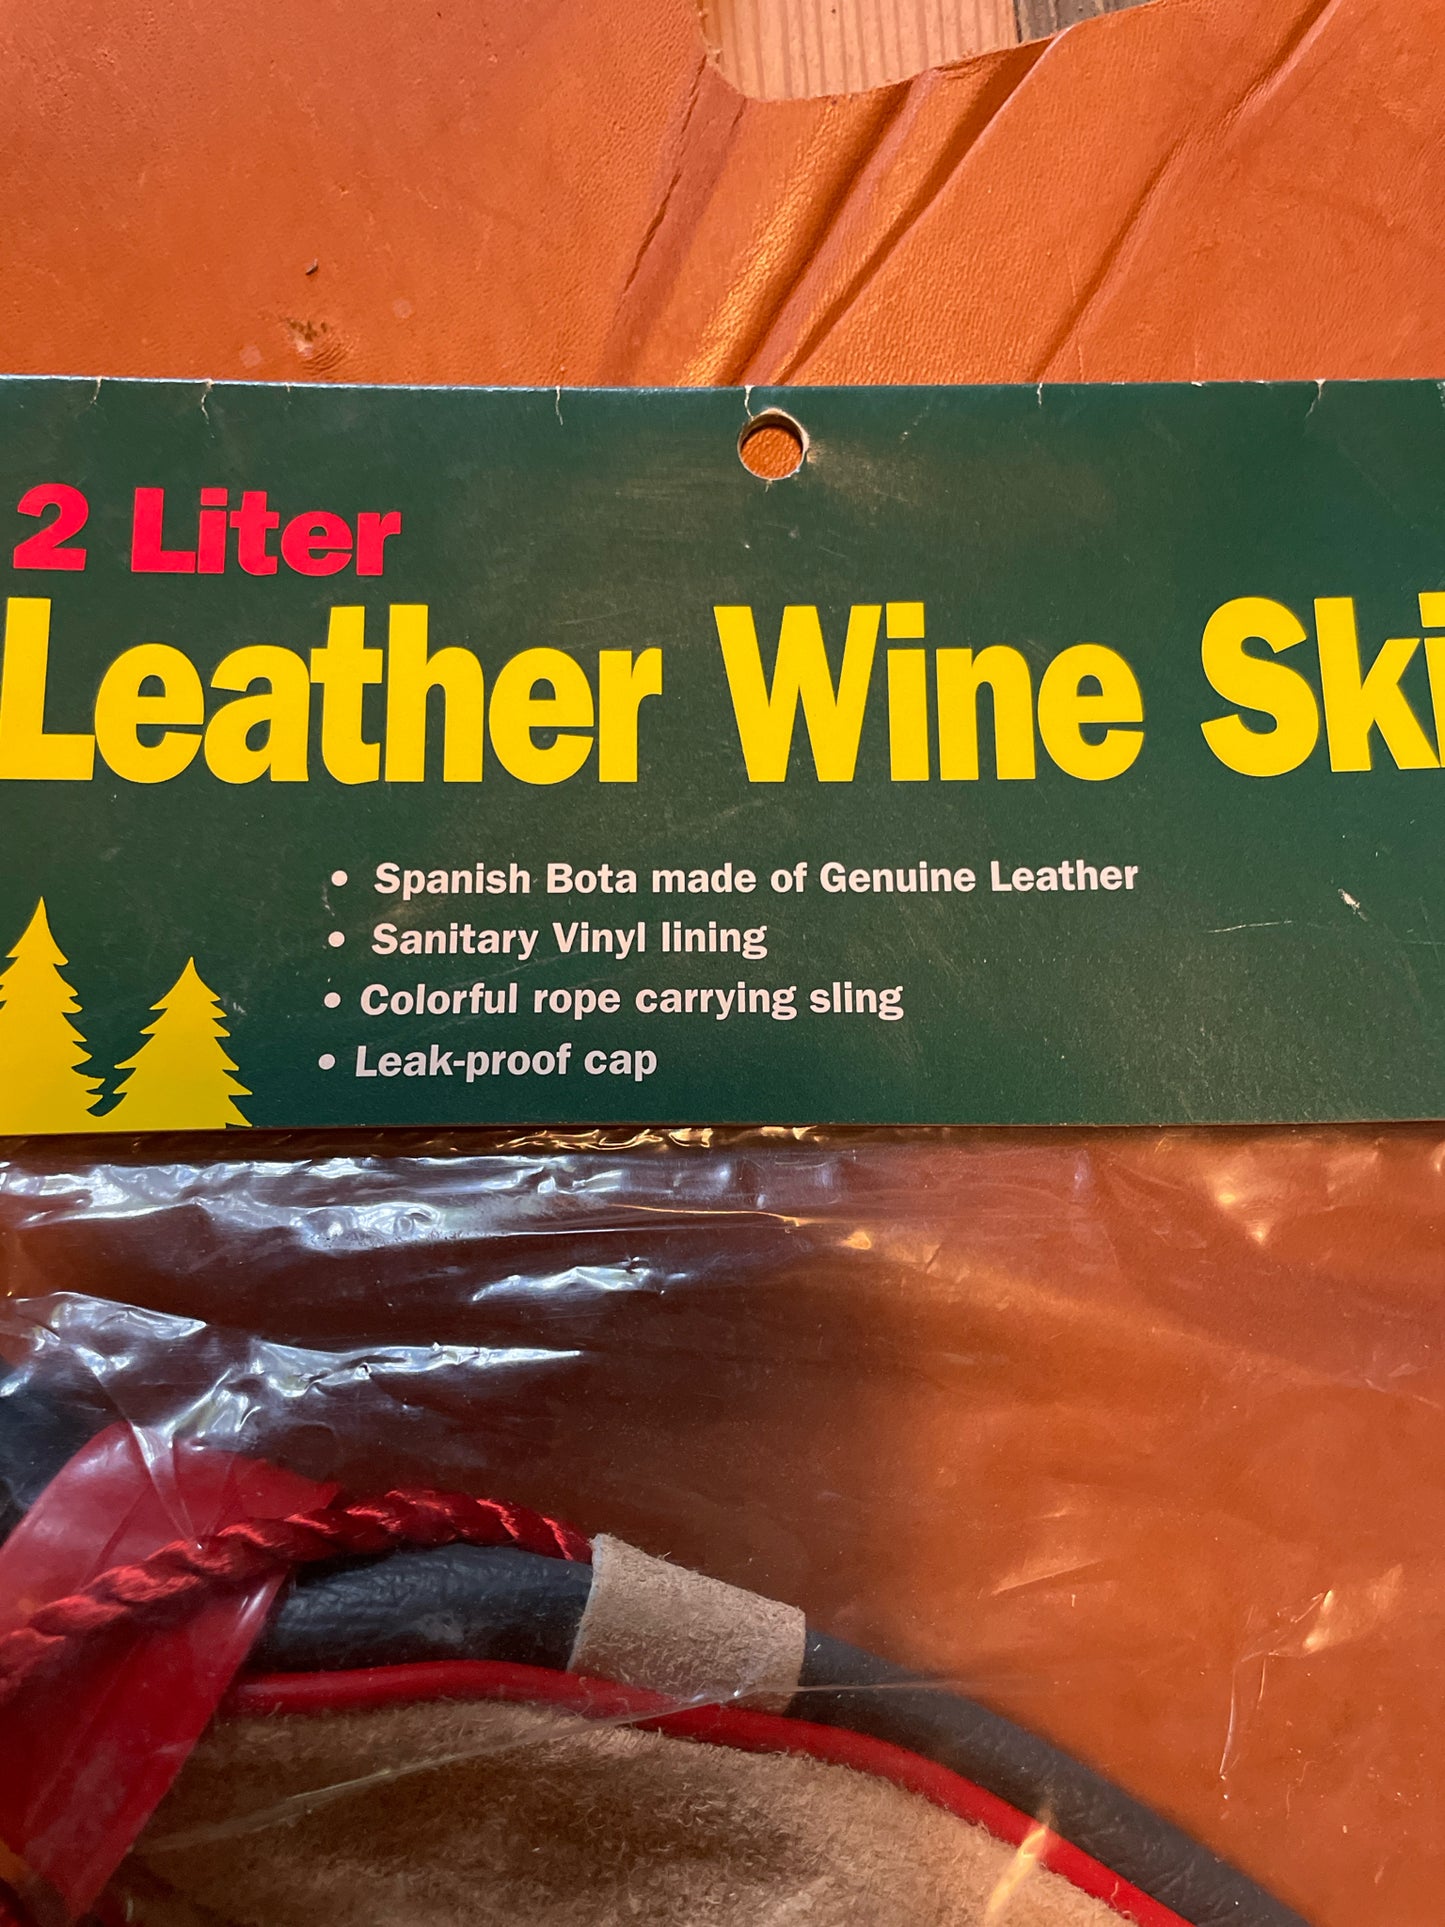 2 Liter
Leather Wine Ski
• Spanish Bota made of Genuine Leather
• Sanitary Vinyl lining
• Colorful rope carrying sling
• Leak-proof cap